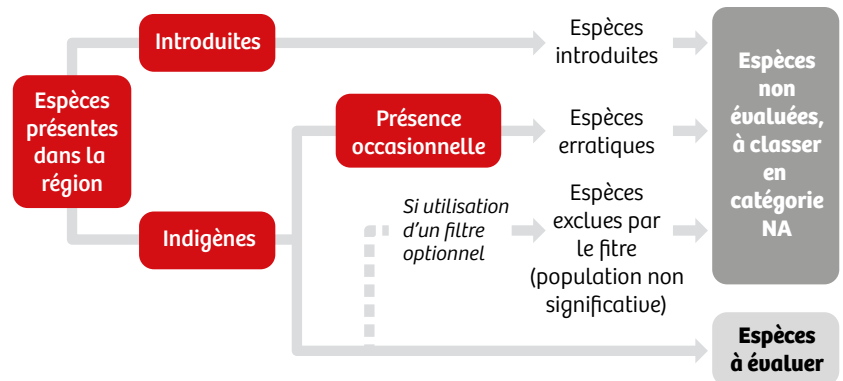 Espèces
présentes
dans la
région
Introduites
Espèces
introduites
Indigènes
Présence
occasionnelle
Espèces
erratiques
Si utilisation
d'un filtre
optionnel
Espèces
exclues par
le fitre
(population non
significative)
Espèces
non
évaluées,
à classer
en
catégorie
NA
Espèces
à évaluer